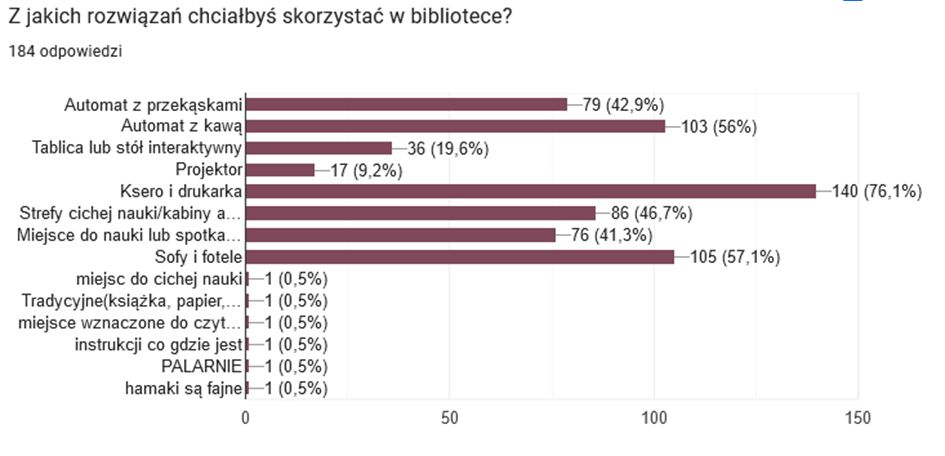 Z jakich rozwiązań chciałbyś skorzystać w bibliotece?
184 odpowiedzi
Automat z przekąskami 79 (42,9%)
Automat z kawą 103 (56%)
Tablica lub stół interaktywny 36 (19,6%)
Projektor 17 (9,2%)
Ksero i drukarka 140 (76,1%)
Strefy cichej nauki/kabiny a... 86 (46,7%)
Miejsce do nauki lub spotka... 76 (41,3%)
Sofy i fotele 105 (57,1%)
miejsc do cichej nauki 1 (0,5%)
Tradycyjne(książka, papier,... 1 (0,5%)
miejsce wznaczone do czyt... 1 (0,5%)
instrukcji co gdzie jest 1 (0,5%)
PALARNIE 1 (0,5%)
hamaki są fajne 1 (0,5%)
0 50 100 150